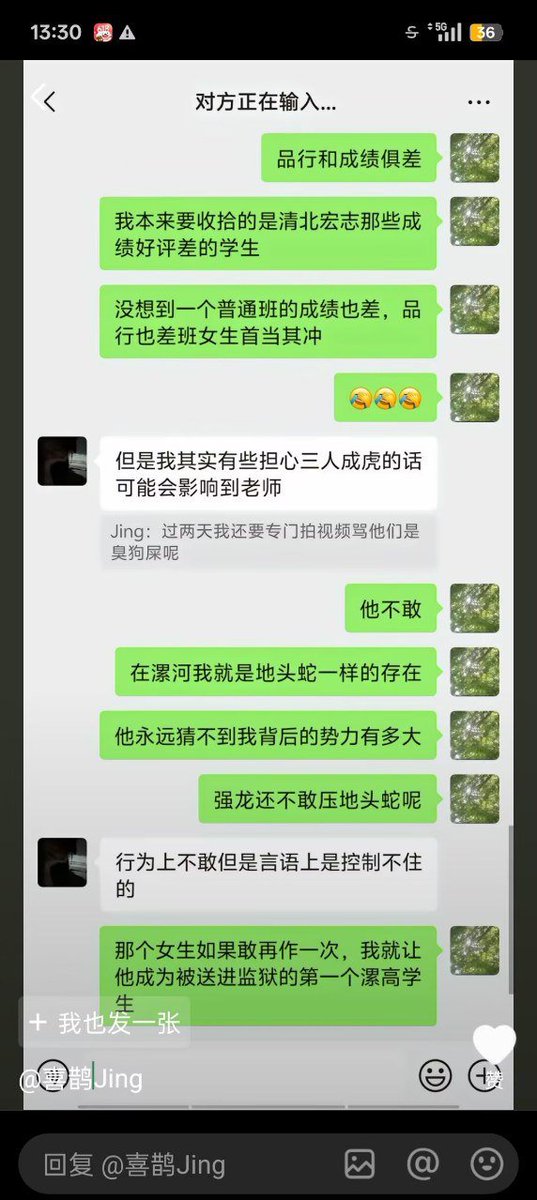 13:30
5G
36
对方正在输入...
品行和成绩俱差
我本来要收拾的是清北宏志那些成
绩好评差的学生
没想到一个普通班的成绩也差，品
行也差班女生首当其冲
但是我其实有些担心三人成虎的话
可能会影响到老师
Jing：过两天我还要专门拍视频骂他们是
臭狗屎呢
他不敢
在漯河我就是地头蛇一样的存在
他永远猜不到我背后的势力有多大
强龙还不敢压地头蛇呢
行为上不敢但是言语上是控制不住
的
那个女生如果敢再作一次，我就让
他成为被送进监狱的第一个漯高学
生
+ 我也发一张
@喜鹊Jing
赞
回复 @喜鹊Jing